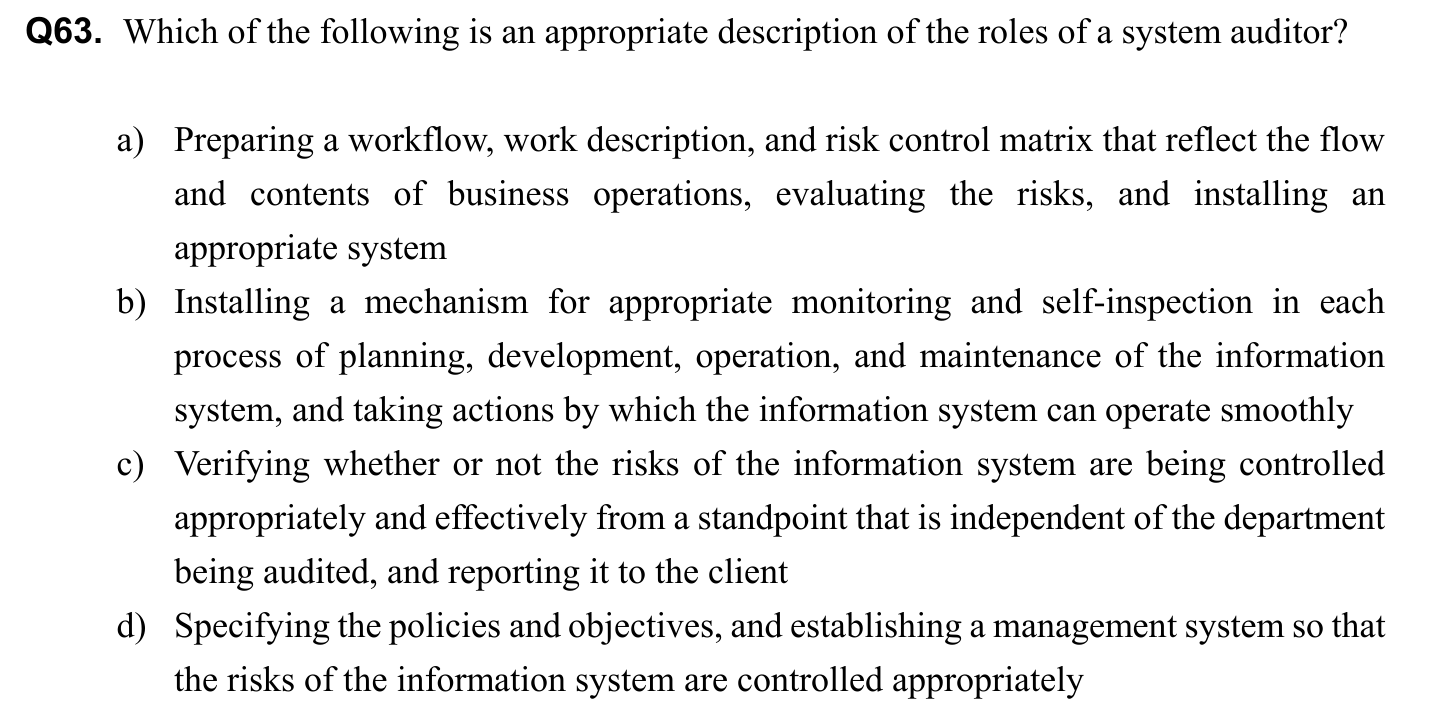 Q63. Which of the following is an appropriate description of the roles of a system auditor?
a) Preparing a workflow, work description, and risk control matrix that reflect the flow
and contents of business operations, evaluating the risks, and installing an
appropriate system
b) Installing a mechanism for appropriate monitoring and self-inspection in each
process of planning, development, operation, and maintenance of the information
system, and taking actions by which the information system can operate smoothly
c) Verifying whether or not the risks of the information system are being controlled
appropriately and effectively from a standpoint that is independent of the department
being audited, and reporting it to the client
d) Specifying the policies and objectives, and establishing a management system so that
the risks of the information system are controlled appropriately